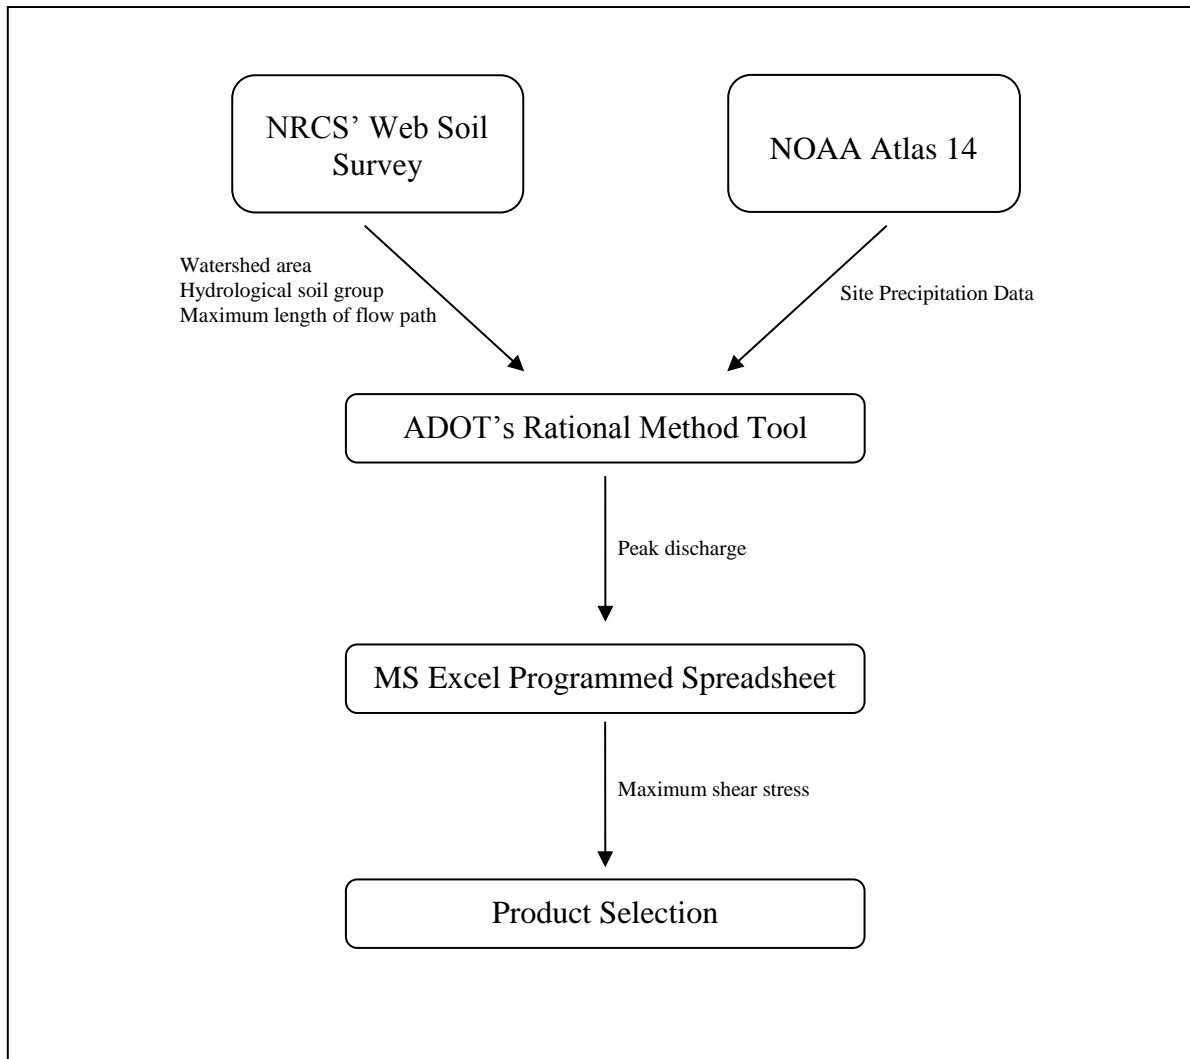 NRCS’ Web Soil
Survey
NOAA Atlas 14
Watershed area
Hydrological soil group
Maximum length of flow path
Site Precipitation Data
ADOT’s Rational Method Tool
Peak discharge
MS Excel Programmed Spreadsheet
Maximum shear stress
Product Selection